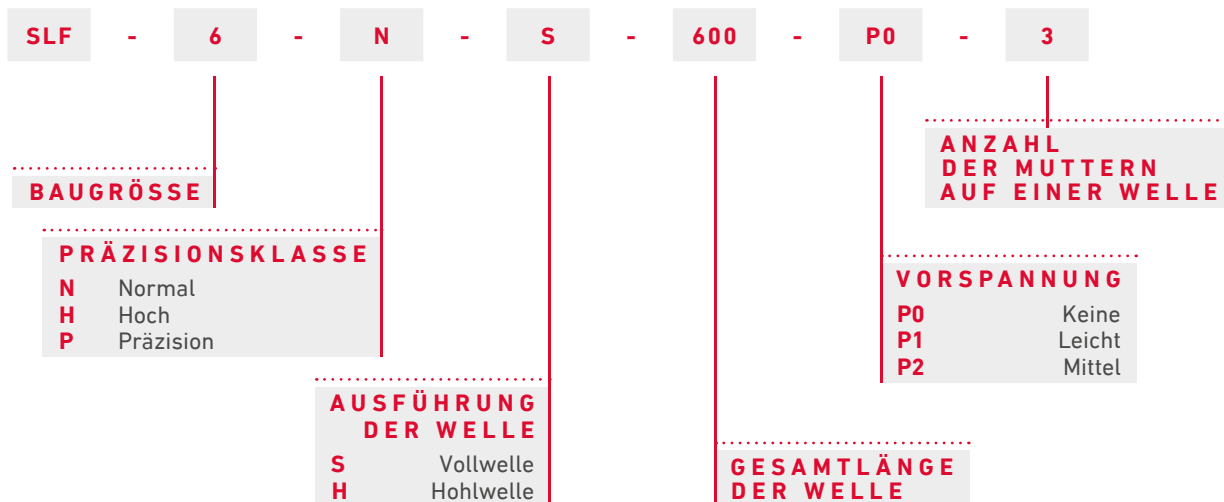 SLF - 6 - N - S - 600 - P0 - 3
ANZAHL
DER MUTTERN
AUF EINER WELLE
BAUGRÖSSE
PRÄZISIONSKLASSE
N Normal
H Hoch
P Präzision
VORSPANNUNG
P0 Keine
P1 Leicht
P2 Mittel
AUSFÜHRUNG
DER WELLE
S Vollwelle
H Hohlwelle
GESAMTLÄNGE
DER WELLE